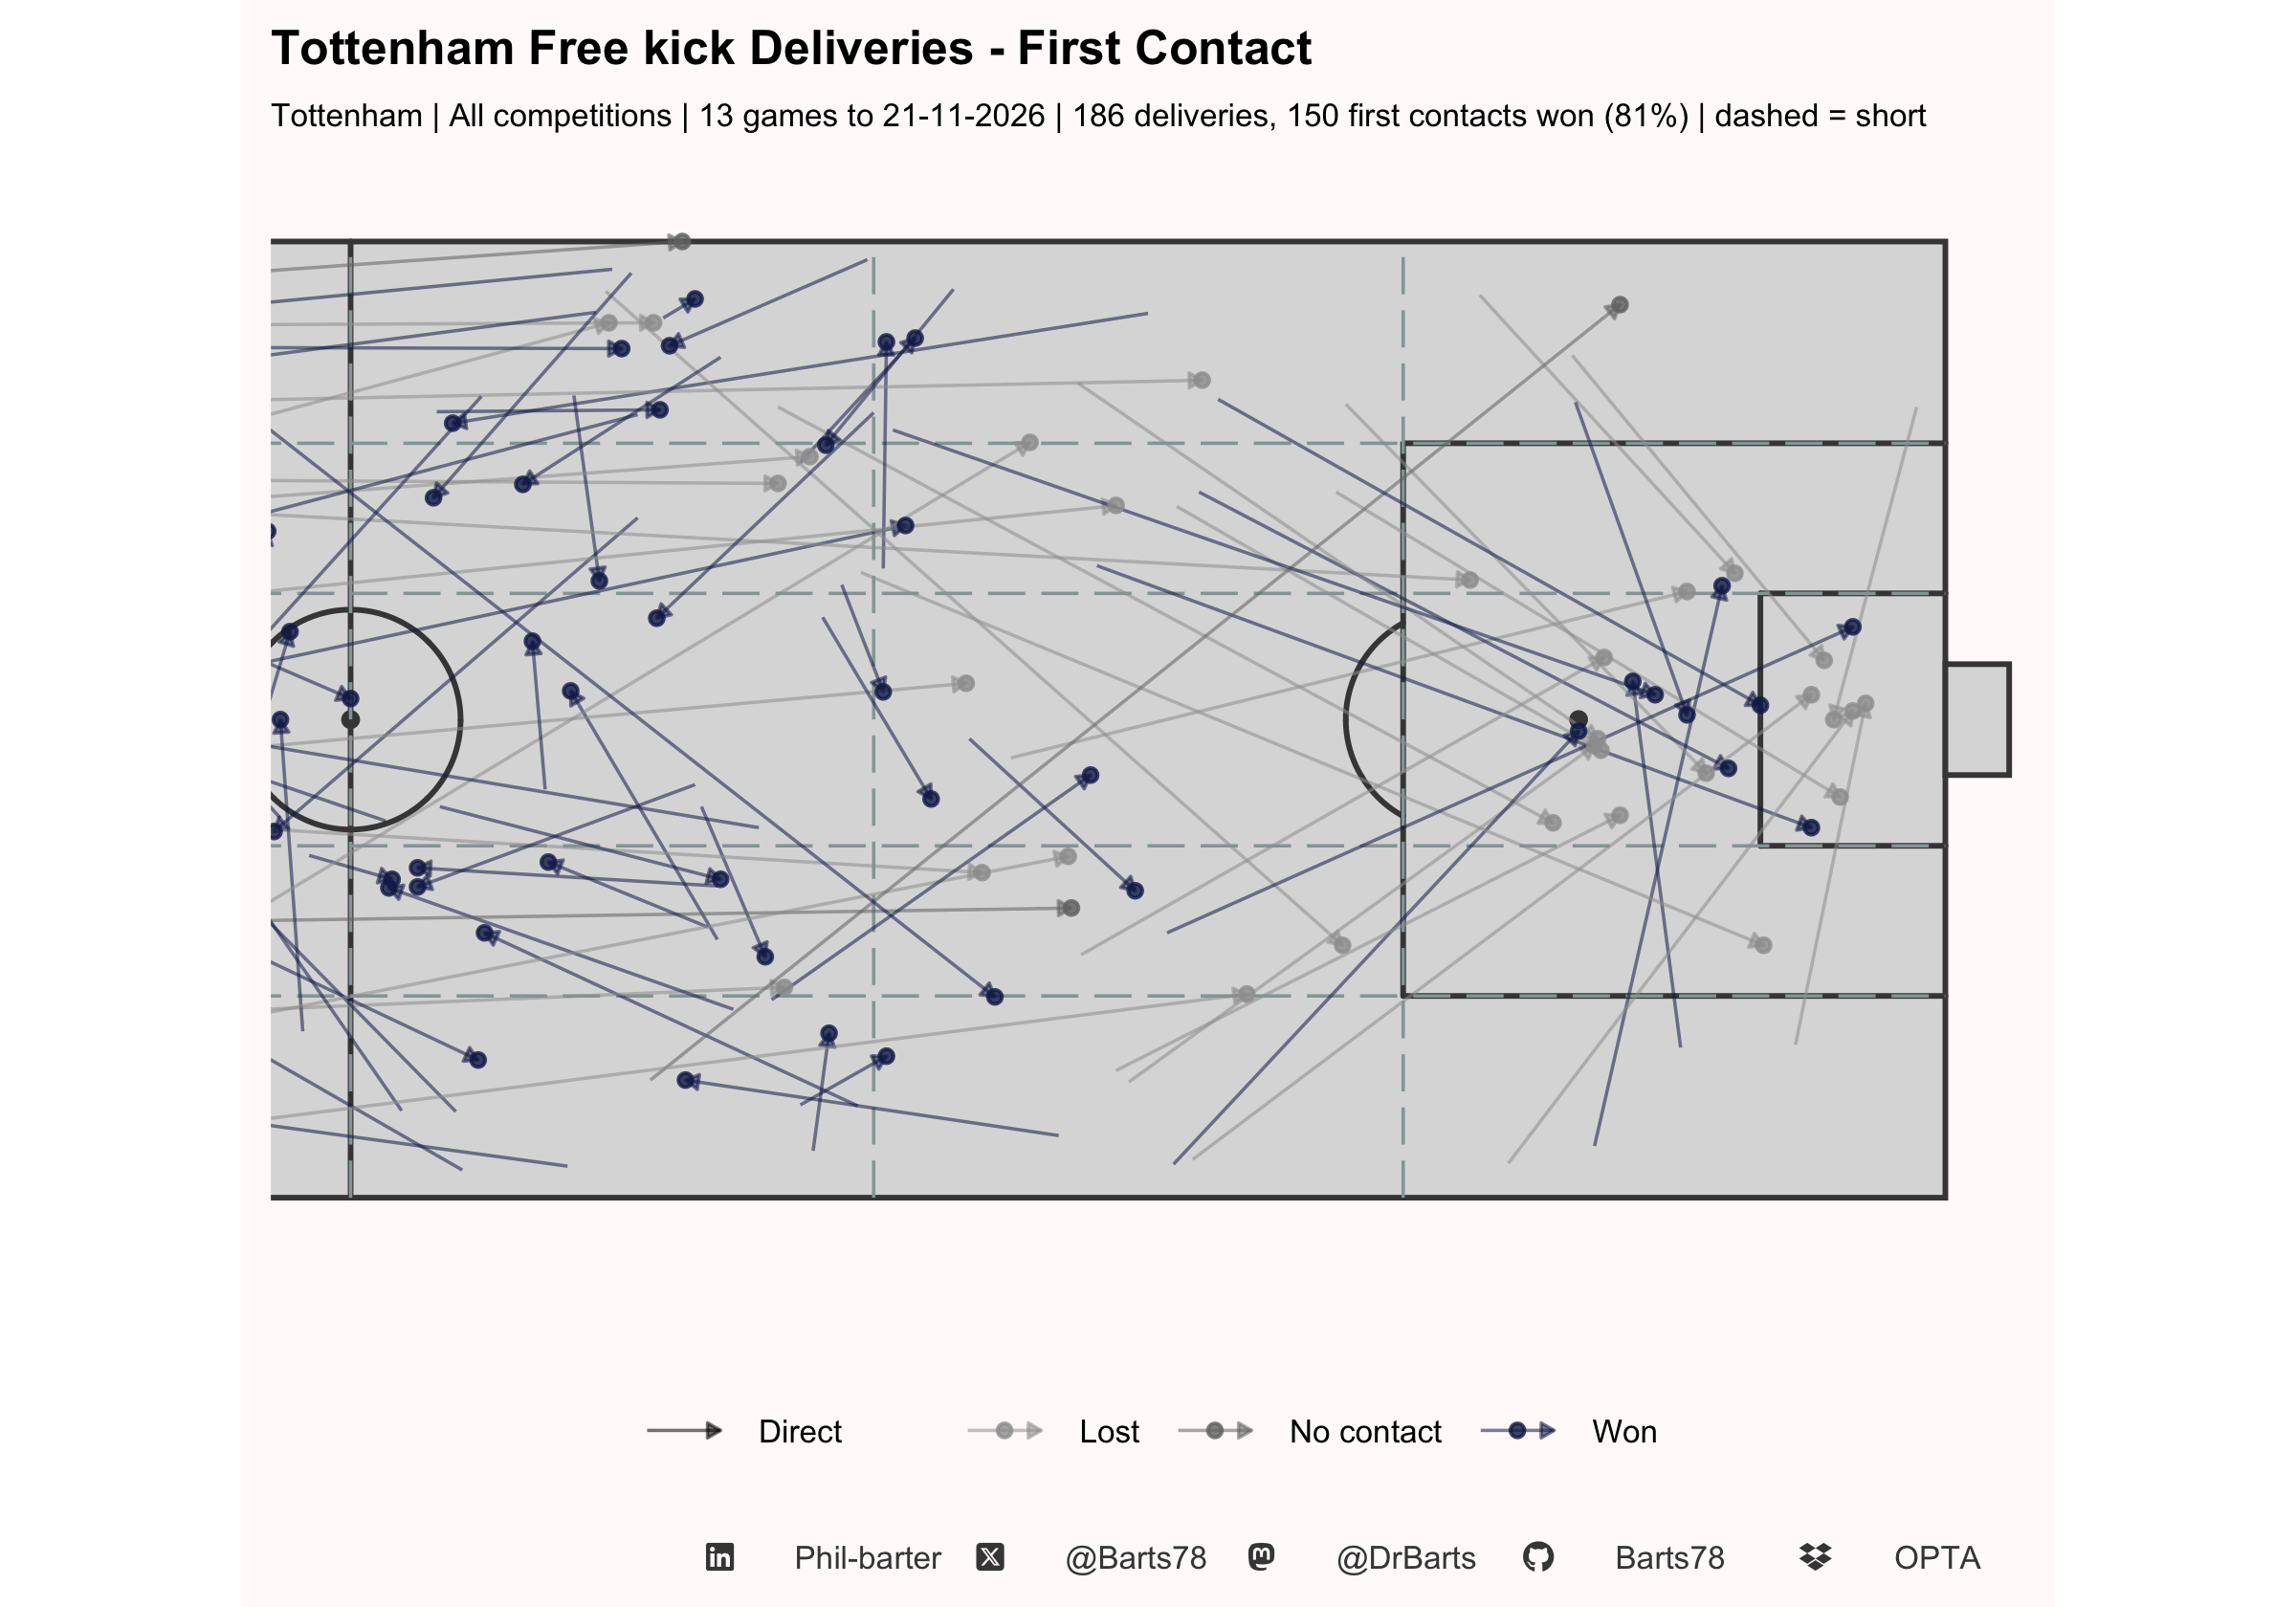 Tottenham Free kick Deliveries - First Contact
Tottenham | All competitions | 13 games to 21-11-2026 | 186 deliveries, 150 first contacts won (81%) | dashed = short
Direct Lost No contact Won
Phil-barter @Barts78 @DrBarts Barts78 OPTA